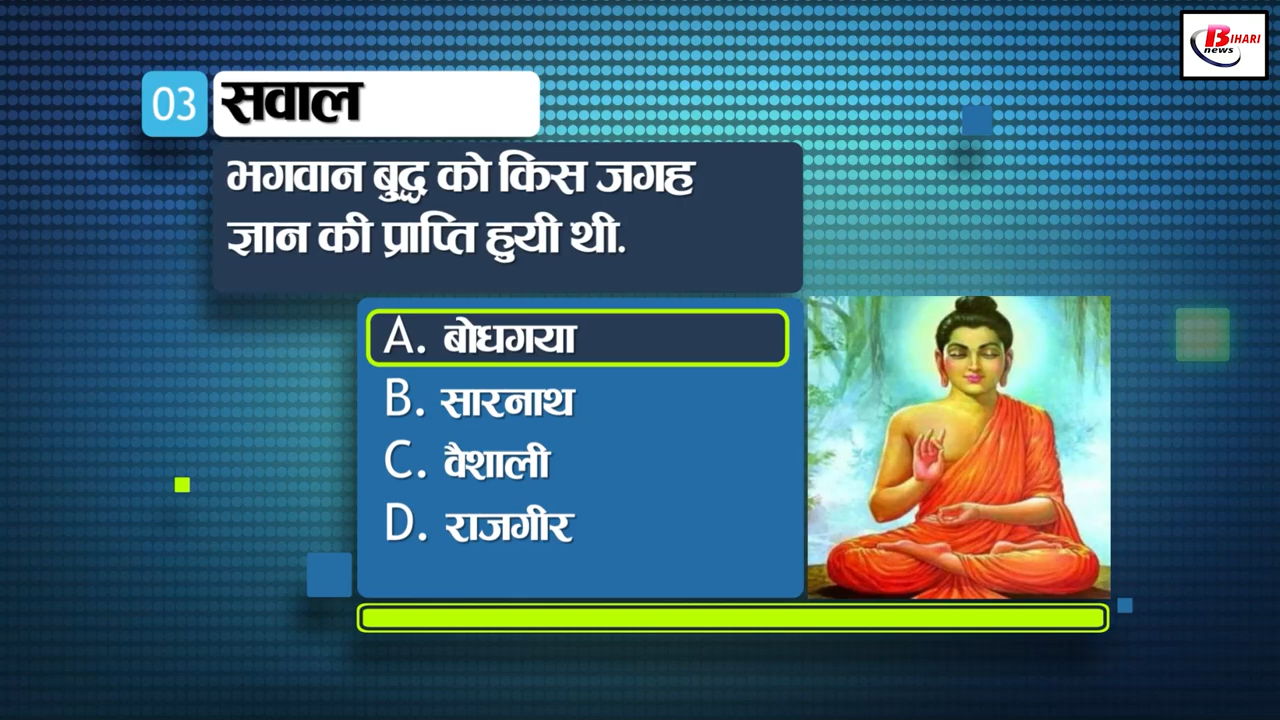 BIHARI
news
03 सवाल
भगवान बुद्ध को किस जगह
ज्ञान की प्राप्ति हुयी थी.
A. बोधगया
B. सारनाथ
C. वैशाली
D. राजगीर